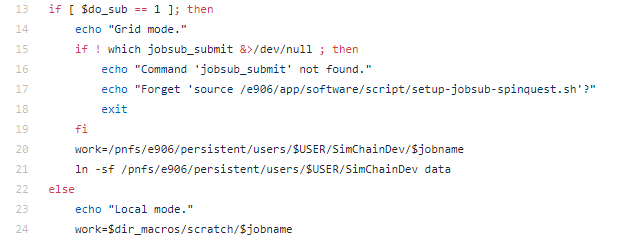 13 if [ $do_sub == 1 ]; then
14     echo "Grid mode."
15     if ! which jobsub_submit &>/dev/null ; then
16         echo "Command 'jobsub_submit' not found."
17         echo "Forget 'source /e906/app/software/script/setup-jobsub-spinquest.sh'?"
18         exit
19     fi
20     work=/pnfs/e906/persistent/users/$USER/SimChainDev/$jobname
21     ln -sf /pnfs/e906/persistent/users/$USER/SimChainDev data
22 else
23     echo "Local mode."
24     work=$dir_macros/scratch/$jobname